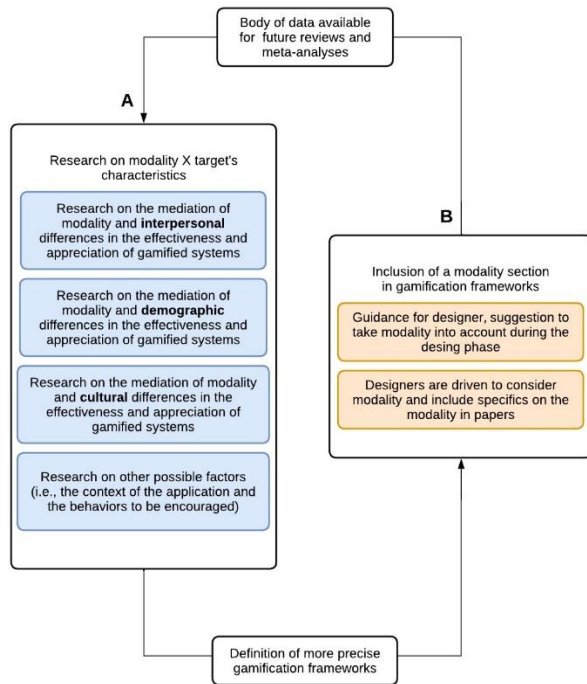 Body of data available
for future reviews and
meta-analyses
A
Research on modality X target's
characteristics
Research on the mediation of
modality and interpersonal
differences in the effectiveness and
appreciation of gamified systems
Research on the mediation of
modality and demographic
differences in the effectiveness and
appreciation of gamified systems
Research on the mediation of modality
and cultural differences in the
effectiveness and appreciation of
gamified systems
Research on other possible factors
(i.e., the context of the application and
the behaviors to be encouraged)
B
Inclusion of a modality section
in gamification frameworks
Guidance for designer, suggestion to
take modality into account during the
desing phase
Designers are driven to consider
modality and include specifics on the
modality in papers
Definition of more precise
gamification frameworks